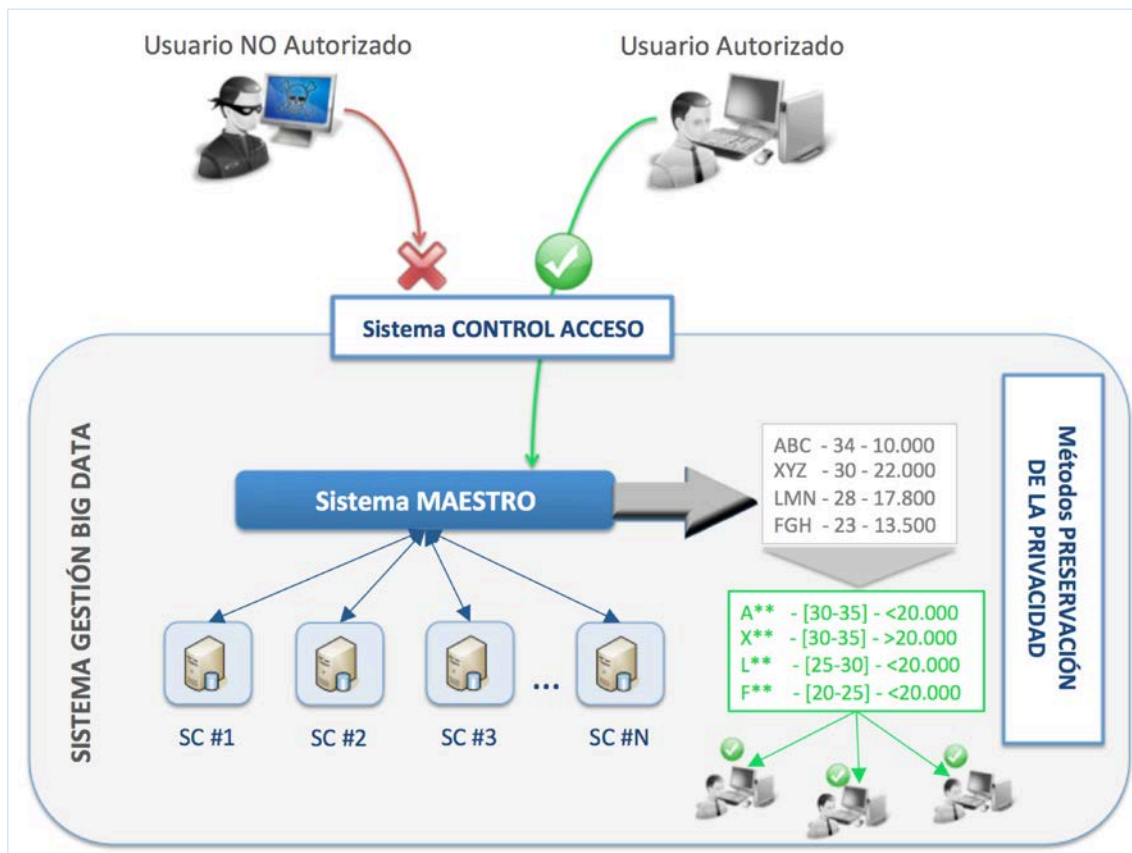 Usuario NO Autorizado
Usuario Autorizado
Sistema CONTROL ACCESO
SISTEMA GESTIÓN BIG DATA
Sistema MAESTRO
ABC - 34 - 10.000
XYZ - 30 - 22.000
LMN - 28 - 17.800
FGH - 23 - 13.500
A** - [30-35] - <20.000
X** - [30-35] - >20.000
L** - [25-30] - <20.000
F** - [20-25] - <20.000
Métodos PRESERVACIÓN
DE LA PRIVACIDAD
SC #1
SC #2
SC #3
...
SC #N